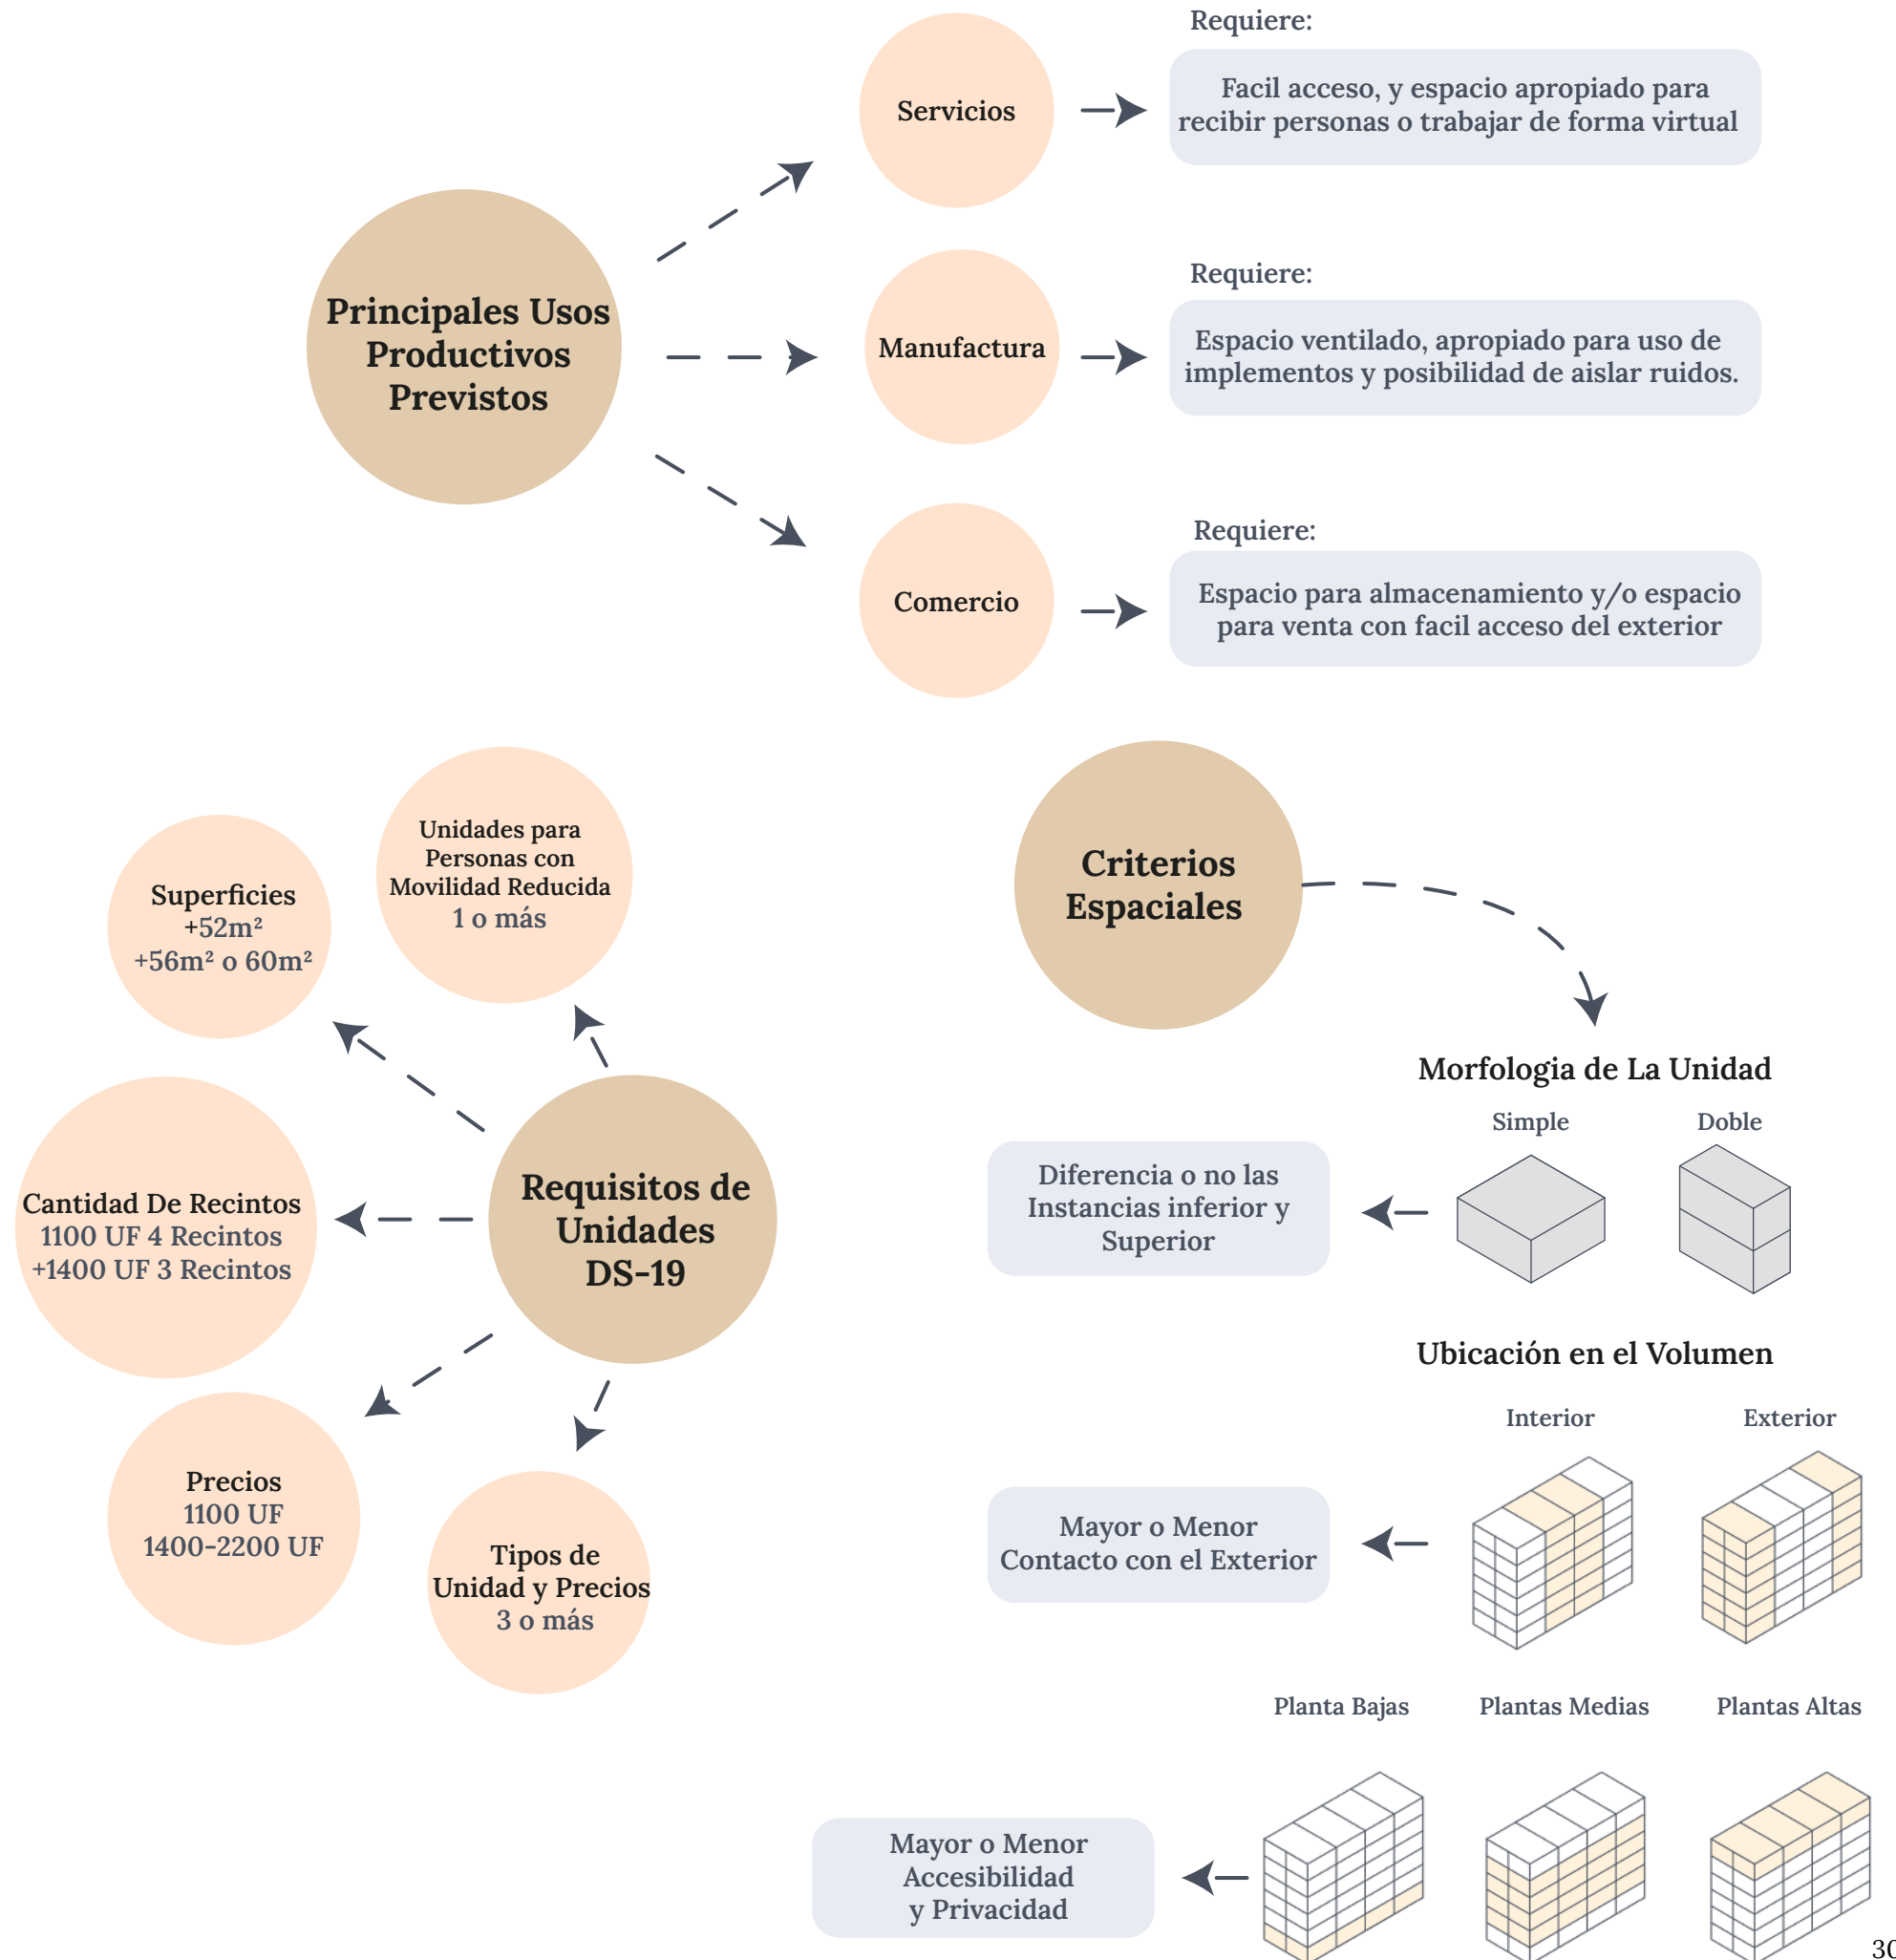 Principales Usos
Productivos
Previstos
Servicios
Requiere:
Facil acceso, y espacio apropiado para
recibir personas o trabajar de forma virtual
Manufactura
Requiere:
Espacio ventilado, apropiado para uso de
implementos y posibilidad de aislar ruidos.
Comercio
Requiere:
Espacio para almacenamiento y/o espacio
para venta con facil acceso del exterior
Requisitos de
Unidades
DS-19
Unidades para
Personas con
Movilidad Reducida
1 o más
Superficies
+52m²
+56m² o 60m²
Cantidad De Recintos
1100 UF 4 Recintos
+1400 UF 3 Recintos
Precios
1100 UF
1400-2200 UF
Tipos de
Unidad y Precios
3 o más
Criterios
Espaciales
Morfologia de La Unidad
Simple
Doble
Diferencia o no las
Instancias inferior y
Superior
Ubicación en el Volumen
Interior
Exterior
Mayor o Menor
Contacto con el Exterior
Planta Bajas
Plantas Medias
Plantas Altas
Mayor o Menor
Accesibilidad
y Privacidad
30